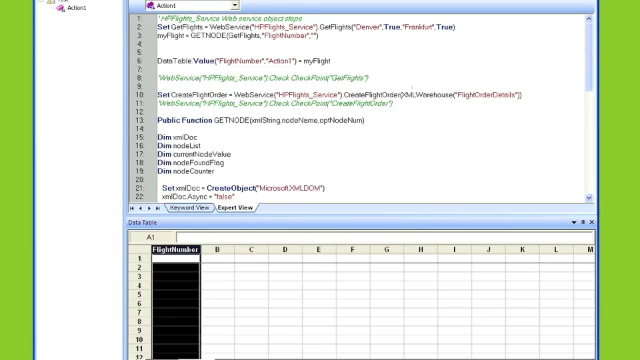 Action1
Action1
1: ' HPFlights_Service Web service object steps
2: Set GetFlights = WebService("HPFlights_Service").GetFlights("Denver",True,"Frankfurt",True)
3: myFlight = GETNODE(GetFlights,"FlightNumber","")
4:
5:
6: DataTable.Value("FlightNumber","Action1") = myFlight
7:
8: 'WebService("HPFlights_Service").Check CheckPoint("GetFlights")
9:
10: Set CreateFlightOrder = WebService("HPFlights_Service").CreateFlightOrder(XMLWarehouse("FlightOrderDetails"))
11: 'WebService("HPFlights_Service").Check CheckPoint("CreateFlightOrder")
12:
13: Public Function GETNODE(xmlString,nodeName,optNodeNum)
14:
15: Dim xmlDoc
16: Dim nodeList
17: Dim currentNodeValue
18: Dim nodeFoundFlag
19: Dim nodeCounter
20:
21: Set xmlDoc = CreateObject("Microsoft.XMLDOM")
22: xmlDoc.Async = "false"
Keyword View Expert View
Data Table
A1
FlightNumber B C D E F G H I J K L M
1
2
3
4
5
6
7
8
9
10
11
12